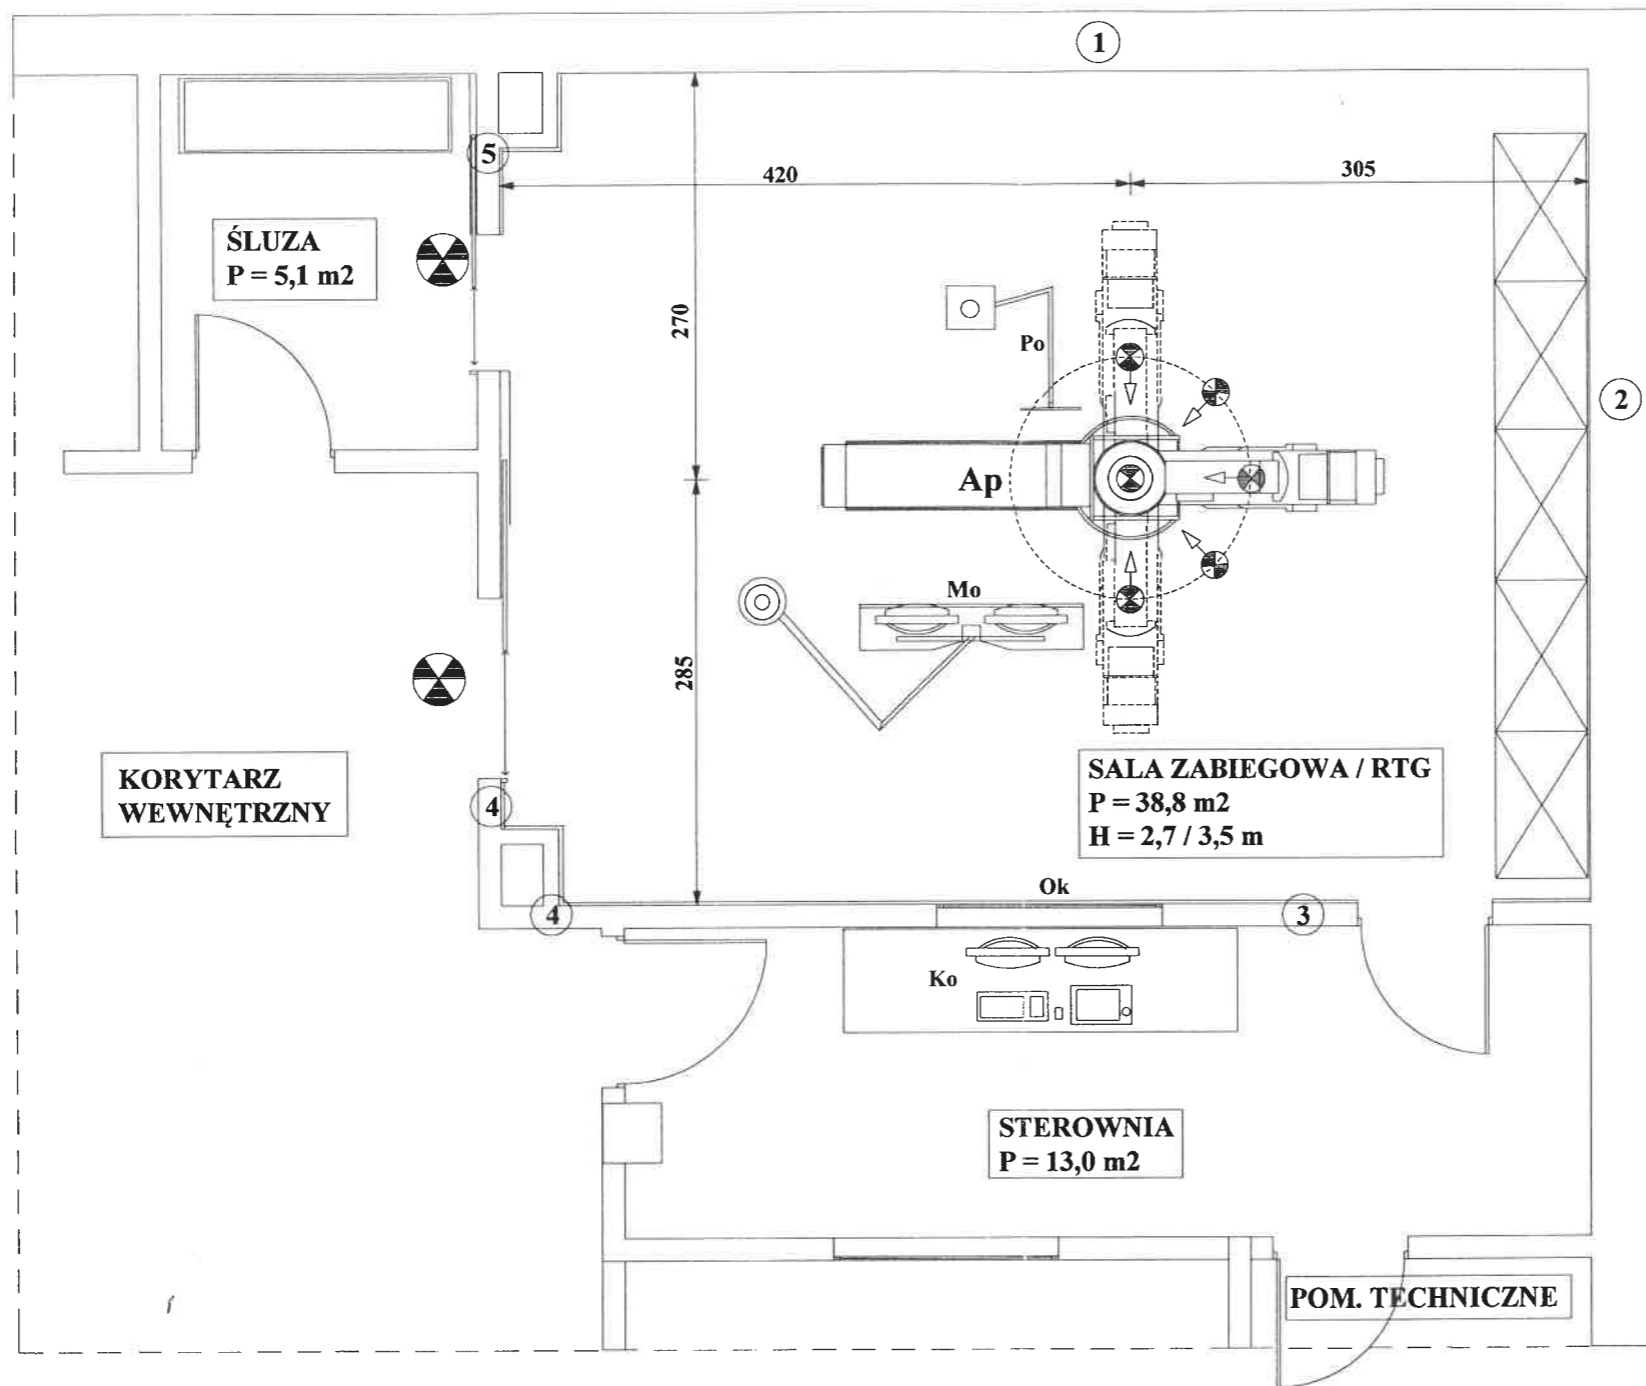 1
5
420
305
ŚLUZA
P = 5,1 m2
270
Po
2
Ap
Mo
285
KORYTARZ
WEWNĘTRZNY
SALA ZABIEGOWA / RTG
P = 38,8 m2
H = 2,7 / 3,5 m
4
Ok
4
3
Ko
STEROWNIA
P = 13,0 m2
POM. TECHNICZNE